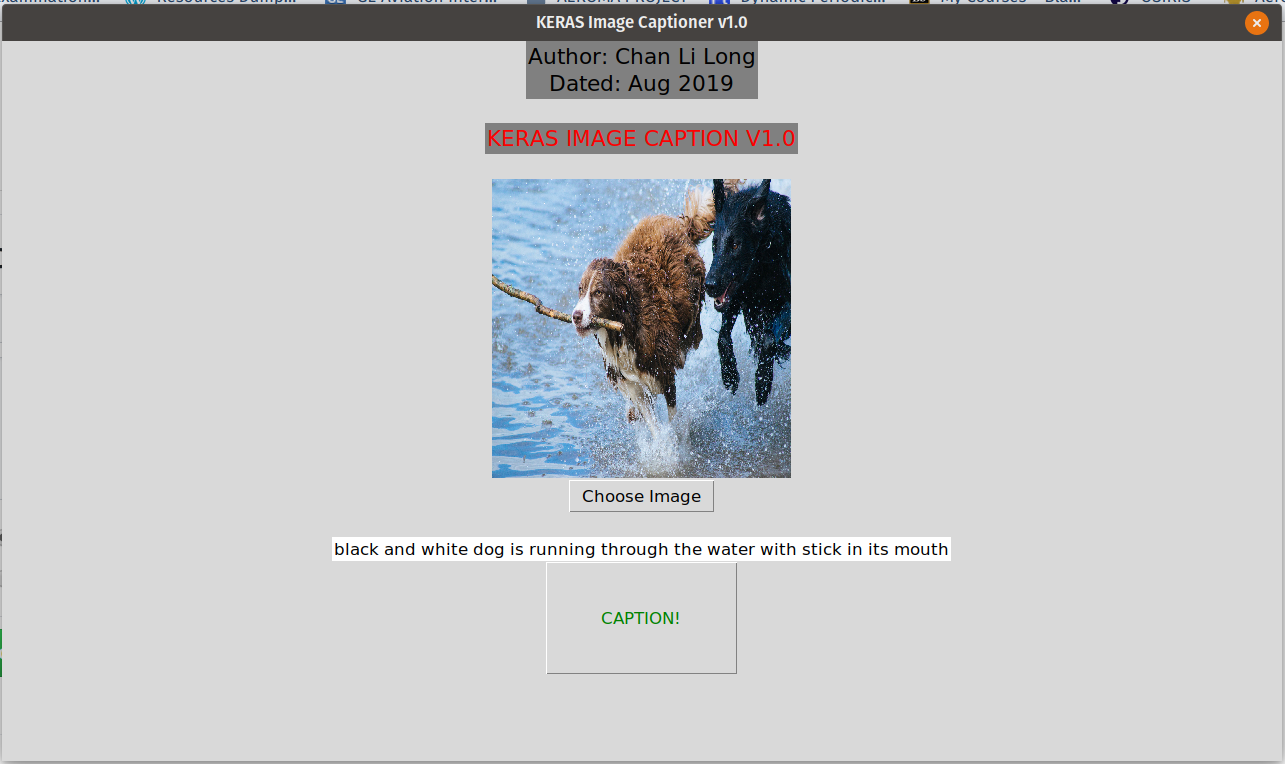 KERAS Image Captioner v1.0
Author: Chan Li Long
Dated: Aug 2019
KERAS IMAGE CAPTION V1.0
Choose Image
black and white dog is running through the water with stick in its mouth
CAPTION!